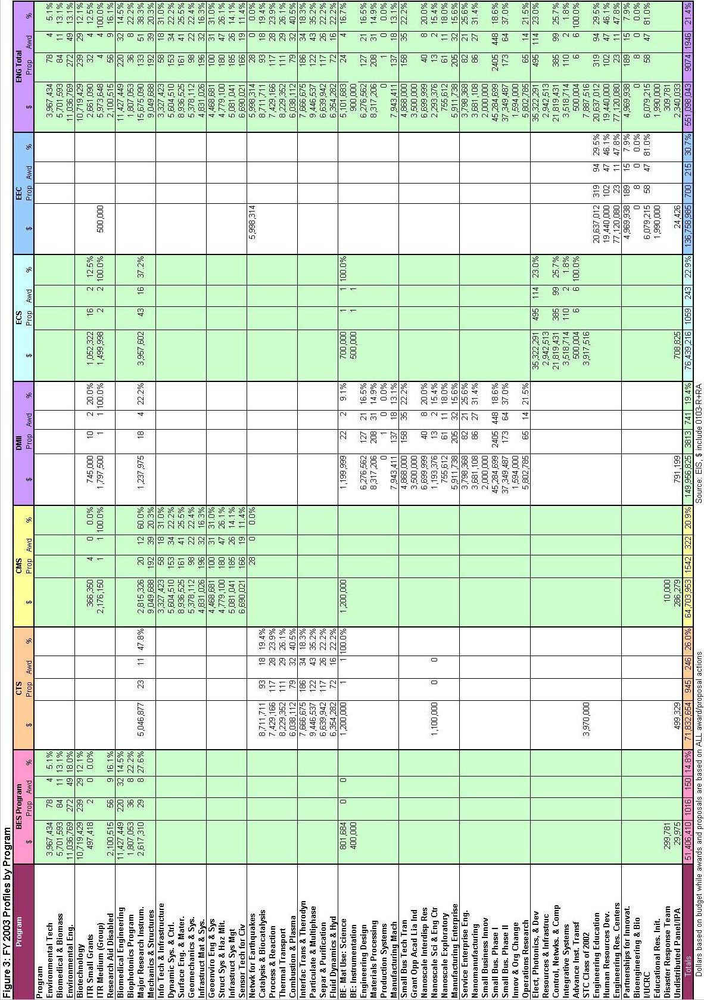 Figure 3: FY 2003 Profiles by Program
Program BES Program CTS CMS DMII ECS EEC ENG Total
$ Prop Awd % $ Prop Awd % $ Prop Awd % $ Prop Awd % $ Prop Awd % $ Prop Awd % $ Prop Awd %
Program
Environmental Tech 3,967,434 78 4 5.1% 3,967,434 78 4 5.1%
Biomedical & Biomass 5,701,593 84 11 13.1% 5,701,593 84 11 13.1%
Environmental Eng. 11,036,769 272 49 18.0% 11,036,769 272 49 13.1%
Biotechnology 10,719,429 239 29 12.1% 10,719,429 239 29 12.1%
ITR Small Grants 497,418 2 0 0.0% 366,350 4 0 0.0% 745,000 10 2 20.0% 1,052,322 16 2 12.5% 2,661,090 32 4 12.5%
ITR Medium (Group) 2,176,150 1 1 100.0% 1,797,500 1 1 100.0% 1,499,998 2 2 100.0% 500,000 5,973,648 4 4 100.0%
Research Aid Disabled 2,100,515 56 9 16.1% 2,100,515 56 9 16.1%
Biomedical Engineering 11,427,449 220 32 14.5% 11,427,449 220 32 14.5%
Biophotonics Program 1,807,053 36 8 22.2% 1,807,053 36 8 22.2%
Major Research Instrum. 2,617,310 29 8 27.6% 5,046,877 23 11 47.8% 2,815,326 20 12 60.0% 1,237,975 18 4 22.2% 3,957,602 43 16 37.2% 15,675,090 133 51 38.3%
Mechanics & Structures 9,049,688 192 39 20.3% 9,049,688 192 39 20.3%
Info Tech & Infrastructure 3,327,423 58 18 31.0% 3,327,423 58 18 31.0%
Dynamic Sys. & Ctrl. 5,604,510 153 34 22.2% 5,604,510 153 34 22.2%
Surface Eng. & Mater. 8,936,525 161 41 25.5% 8,936,525 161 41 25.5%
Geomechanics & Sys. 5,378,112 98 22 22.4% 5,378,112 98 22 22.4%
Infrastruct Mat & Sys. 4,831,026 196 32 16.3% 4,831,026 196 32 16.3%
Geoenviro Eng & Sys 4,468,681 100 31 31.0% 4,468,681 100 31 31.0%
Struct Sys & Haz Mit. 4,779,100 180 47 26.1% 4,779,100 180 47 26.1%
Infrastruct Sys Mgt 5,081,041 185 26 14.1% 5,081,041 185 26 14.1%
Sensor Tech for Civ 6,690,021 166 19 11.4% 6,690,021 166 19 11.4%
Netwk for Earthquakes 28 0 0.0% 5,998,314 5,998,314 28 0 0.0%
Catalysis & Biocatalysis 8,711,711 93 18 19.4% 8,711,711 93 18 19.4%
Process & Reaction 7,429,166 117 28 23.9% 7,429,166 117 28 23.9%
Thermal Transport 8,229,352 111 29 26.1% 8,229,352 111 29 26.1%
Combustion & Plasma 6,038,112 79 32 40.5% 6,038,112 79 32 40.5%
Interfac Trans & Therodyn 7,666,675 186 34 18.3% 7,666,675 186 34 18.3%
Particulate & Multiphase 9,446,537 122 43 35.2% 9,446,537 122 43 35.2%
Separ & Purification 6,639,942 117 26 22.2% 6,639,942 117 26 22.2%
Fluid Dynamics & Hyd 6,354,282 72 16 22.2% 6,354,282 72 16 22.2%
BE- Mat Use: Science 801,684 0 0 1,200,000 1 1 100.0% 1,200,000 1,199,999 22 2 9.1% 700,000 1 1 100.0% 5,101,683 24 4 16.7%
BE: Instrumentation 400,000 500,000 1 1 900,000
Engineering Design 6,276,562 127 21 16.5% 6,276,562 127 21 16.5%
Materials Processing 8,317,206 208 31 14.9% 8,317,206 208 31 14.9%
Production Systems 0 1 0 0.0% 1 0 0.0%
Manufacturing Mach 7,943,411 137 18 13.1% 7,943,411 137 18 13.1%
Small Bus Tech Tran 4,868,000 158 35 22.2% 4,868,000 158 35 22.2%
Grant Opp Acad Lia Ind 3,500,000 3,500,000
Nanoscale Interdisp Res 6,699,999 40 8 20.0% 6,699,999 40 8 20.0%
Nanoscale Sci & Eng Ctr 1,100,000 0 0 1,193,376 13 2 15.4% 2,293,376 13 2 15.4%
Nanoscale Exploratory 755,612 61 11 18.0% 755,612 61 11 18.0%
Manufacturing Enterprise 5,911,738 205 32 15.6% 5,911,738 205 32 15.6%
Service Enterprise Eng. 3,798,368 82 21 25.6% 3,798,368 82 21 25.6%
Nanomanufacturing 3,681,108 86 27 31.4% 3,681,108 86 27 31.4%
Small Business Innov 2,000,000 2,000,000
Small Bus. Phase I 45,284,699 2405 448 18.6% 45,284,699 2405 448 18.6%
Small Bus. Phase II 37,349,487 173 64 37.0% 37,349,487 173 64 37.0%
Innov & Org Change 1,594,000 1,594,000
Operations Research 5,802,785 65 14 21.5% 5,802,785 65 14 21.5%
Elect, Photonics, & Dev 35,322,291 495 114 23.0% 35,322,291 495 114 23.0%
Resources & Infrastruc 2,942,513 2,942,513
Control, Netwks. & Comp 21,819,431 385 99 25.7% 21,819,431 385 99 25.7%
Integrative Systems 3,518,714 110 2 1.8% 3,518,714 110 2 1.8%
Advance Inst. Transf 500,004 6 6 100.0% 500,004 6 6 100.0%
STC Class of 2002 3,970,000 3,917,516 7,887,516
Engineering Education 20,637,012 319 94 29.5% 20,637,012 319 94 29.5%
Human Resources Dev. 19,440,000 102 47 46.1% 19,440,000 102 47 46.1%
Engineering Res. Centers 77,120,080 23 11 47.8% 77,120,080 23 11 47.8%
Partnerships for Innovat. 4,969,938 189 15 7.9% 4,969,938 189 15 7.9%
Bioengineering & Bio 0 8 0 0.0% 8 0 0.0%
I/UCRC 6,079,215 58 47 81.0% 6,079,215 58 47 81.0%
Educational Res. Init. 1,990,000 1,990,000
Disaster Response Team 299,781 10,000 309,781
Undistributed Panel/IPA 29,975 499,329 286,279 791,199 708,825 24,426 2,340,033
Totals 51,406,410 1016 150 14.8% 71,832,654 945 246 26.0% 64,703,953 1542 322 20.9% 149,956,825 3813 741 19.4% 76,439,216 1059 243 22.9% 136,758,985 700 215 30.7% 551,098,043 9074 1946 21.4%
Dollars based on budget while awards and proposals are based on ALL award/proposal actions Source: EIS, $ include 0103-R+RA